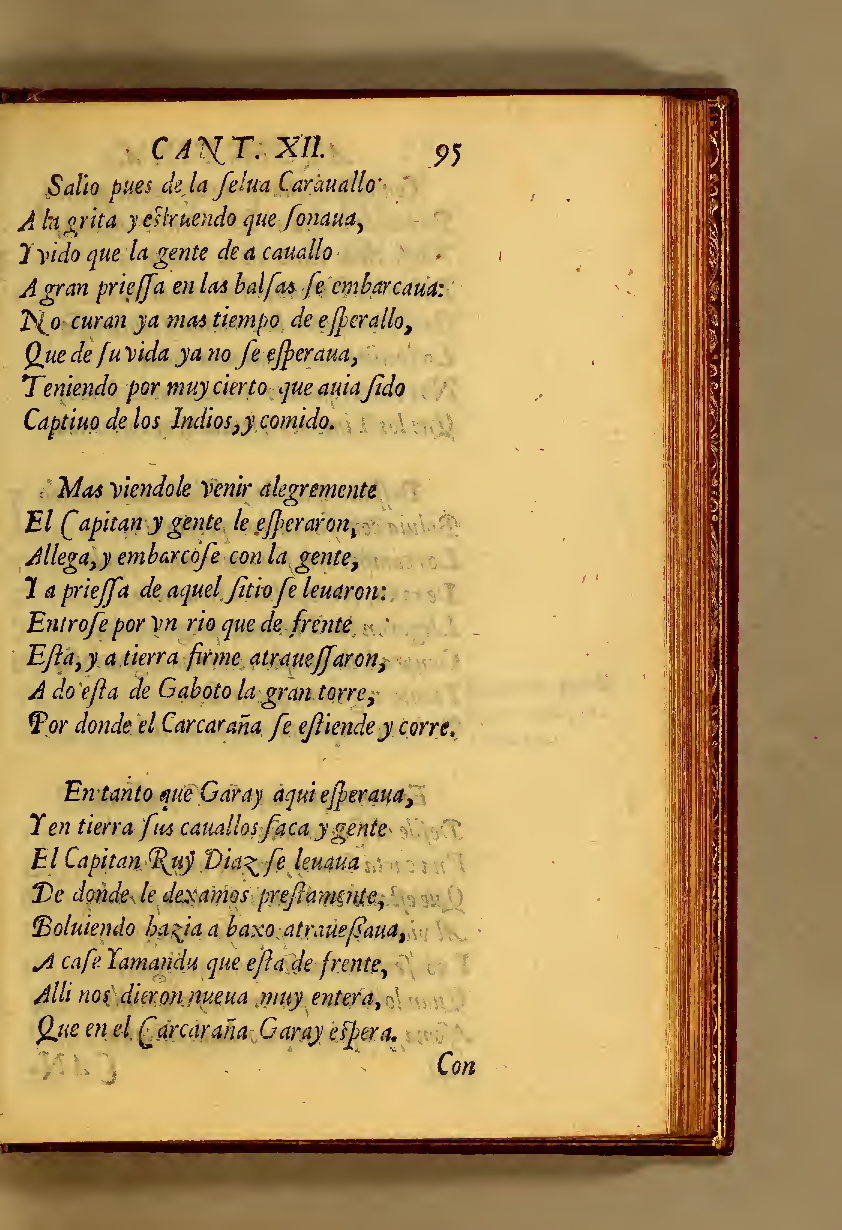 CANT. XII. 95
Salio pues de la ſelua Carauallo
A la grita y eſtruendo que ſonaua,
Y vido que la gente de a cauallo
A gran prieſſa en las balſas ſe embarcaua:
No curan ya mas tiempo de eſperallo,
Que de ſu vida ya no ſe eſperaua,
Teniendo por muy cierto que auia ſido
Captiuo de los Indios, y comido.
Mas viendole venir alegremente
El Capitan y gente le eſperaron,
Allega, y embarcoſe con la gente,
Y a prieſſa de aquel ſitio ſe leuaron:
Entroſe por vn rio que de frente
Eſta, y a tierra firme atraueſſaron,
A do eſta de Gaboto la gran torre,
Por donde el Carcaraña ſe eſtiende y corre.
En tanto que Garay aqui eſperaua,
Y en tierra ſus cauallos ſaca y gente
El Capitan Ruy Diaz ſe leuaua
De donde le dexamos preſtamente,
Boluiendo hazia a baxo atraueßaua,
A caſe Yamandu que eſta de frente,
Alli nos dieron nueua muy entera,
Que en el Carcaraña Garay eſpera.
Con